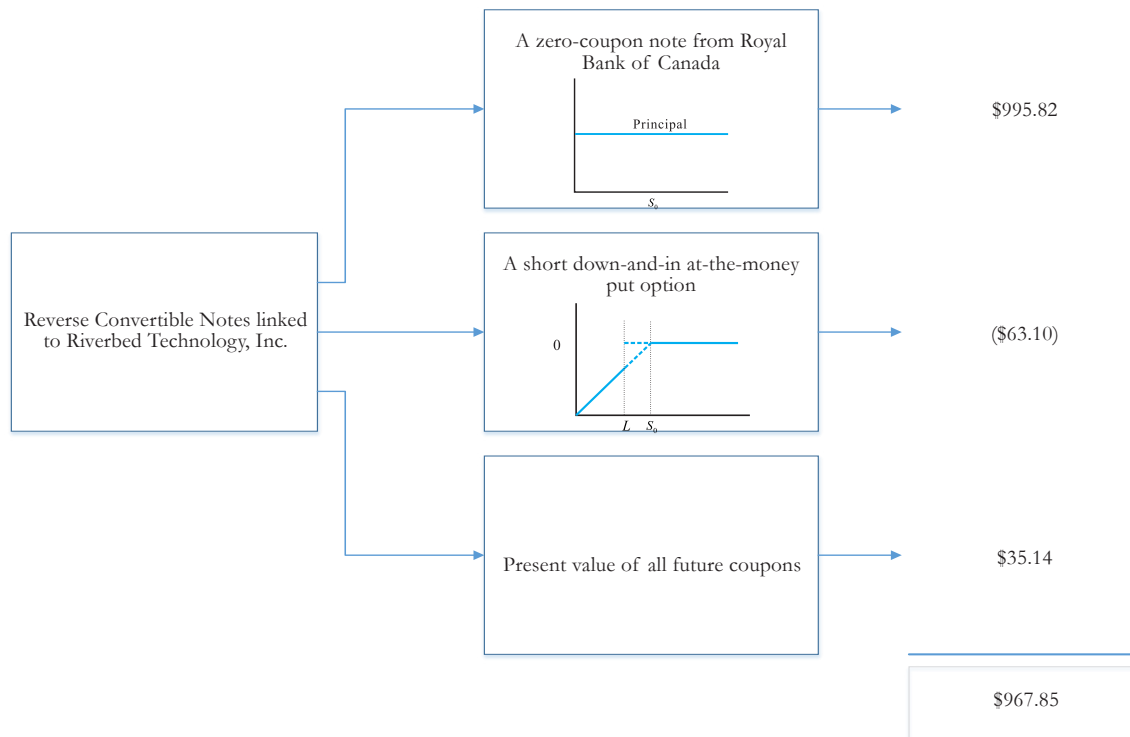 A zero-coupon note from Royal
Bank of Canada
Principal
S₀
$995.82
Reverse Convertible Notes linked
to Riverbed Technology, Inc.
A short down-and-in at-the-money
put option
0
L S₀
($63.10)
Present value of all future coupons
$35.14
$967.85